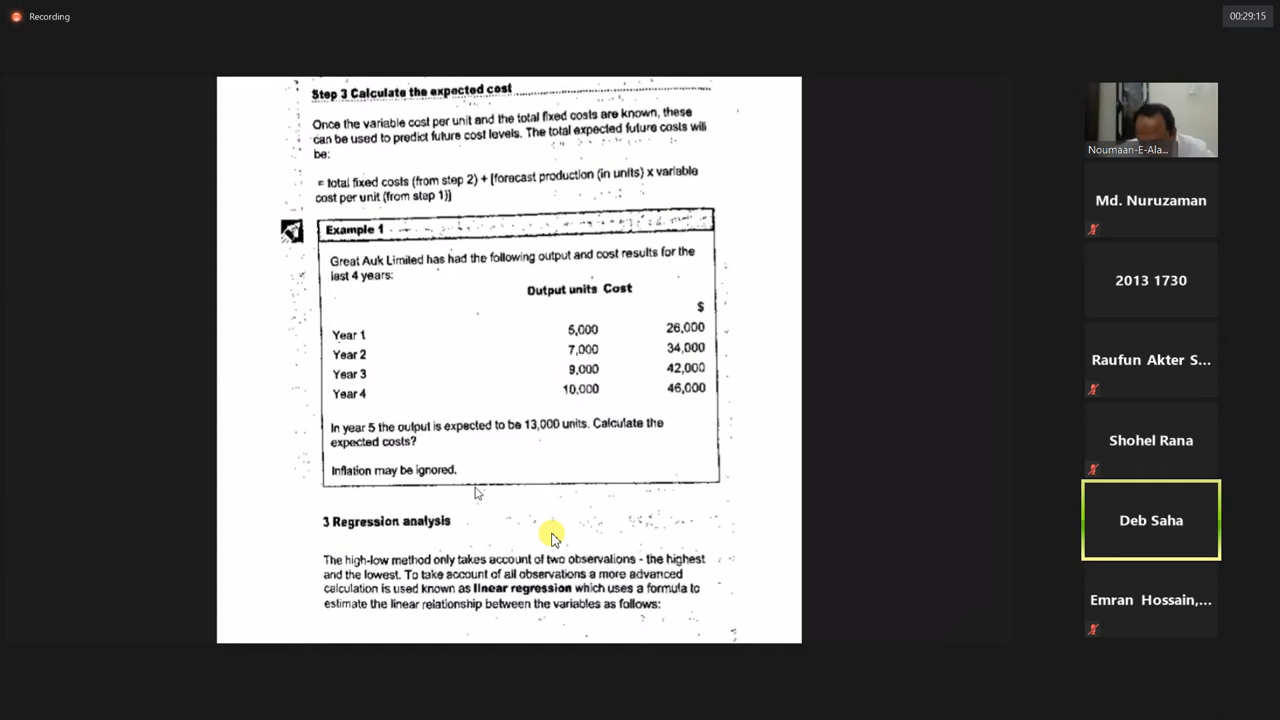 Recording
00:29:15
Step 3 Calculate the expected cost
Once the variable cost per unit and the total fixed costs are known, these
can be used to predict future cost levels. The total expected future costs will
be:
= total fixed costs (from step 2) + [forecast production (in units) x variable
cost per unit (from step 1)]
Example 1
Great Auk Limited has had the following output and cost results for the
last 4 years:
Output units Cost
$
Year 1 5,000 26,000
Year 2 7,000 34,000
Year 3 9,000 42,000
Year 4 10,000 46,000
In year 5 the output is expected to be 13,000 units. Calculate the
expected costs?
Inflation may be ignored.
3 Regression analysis
The high-low method only takes account of two observations - the highest
and the lowest. To take account of all observations a more advanced
calculation is used known as linear regression which uses a formula to
estimate the linear relationship between the variables as follows:
Noumaan-E-Ala...
Md. Nuruzaman
2013 1730
Raufun Akter S...
Shohel Rana
Deb Saha
Emran Hossain,...